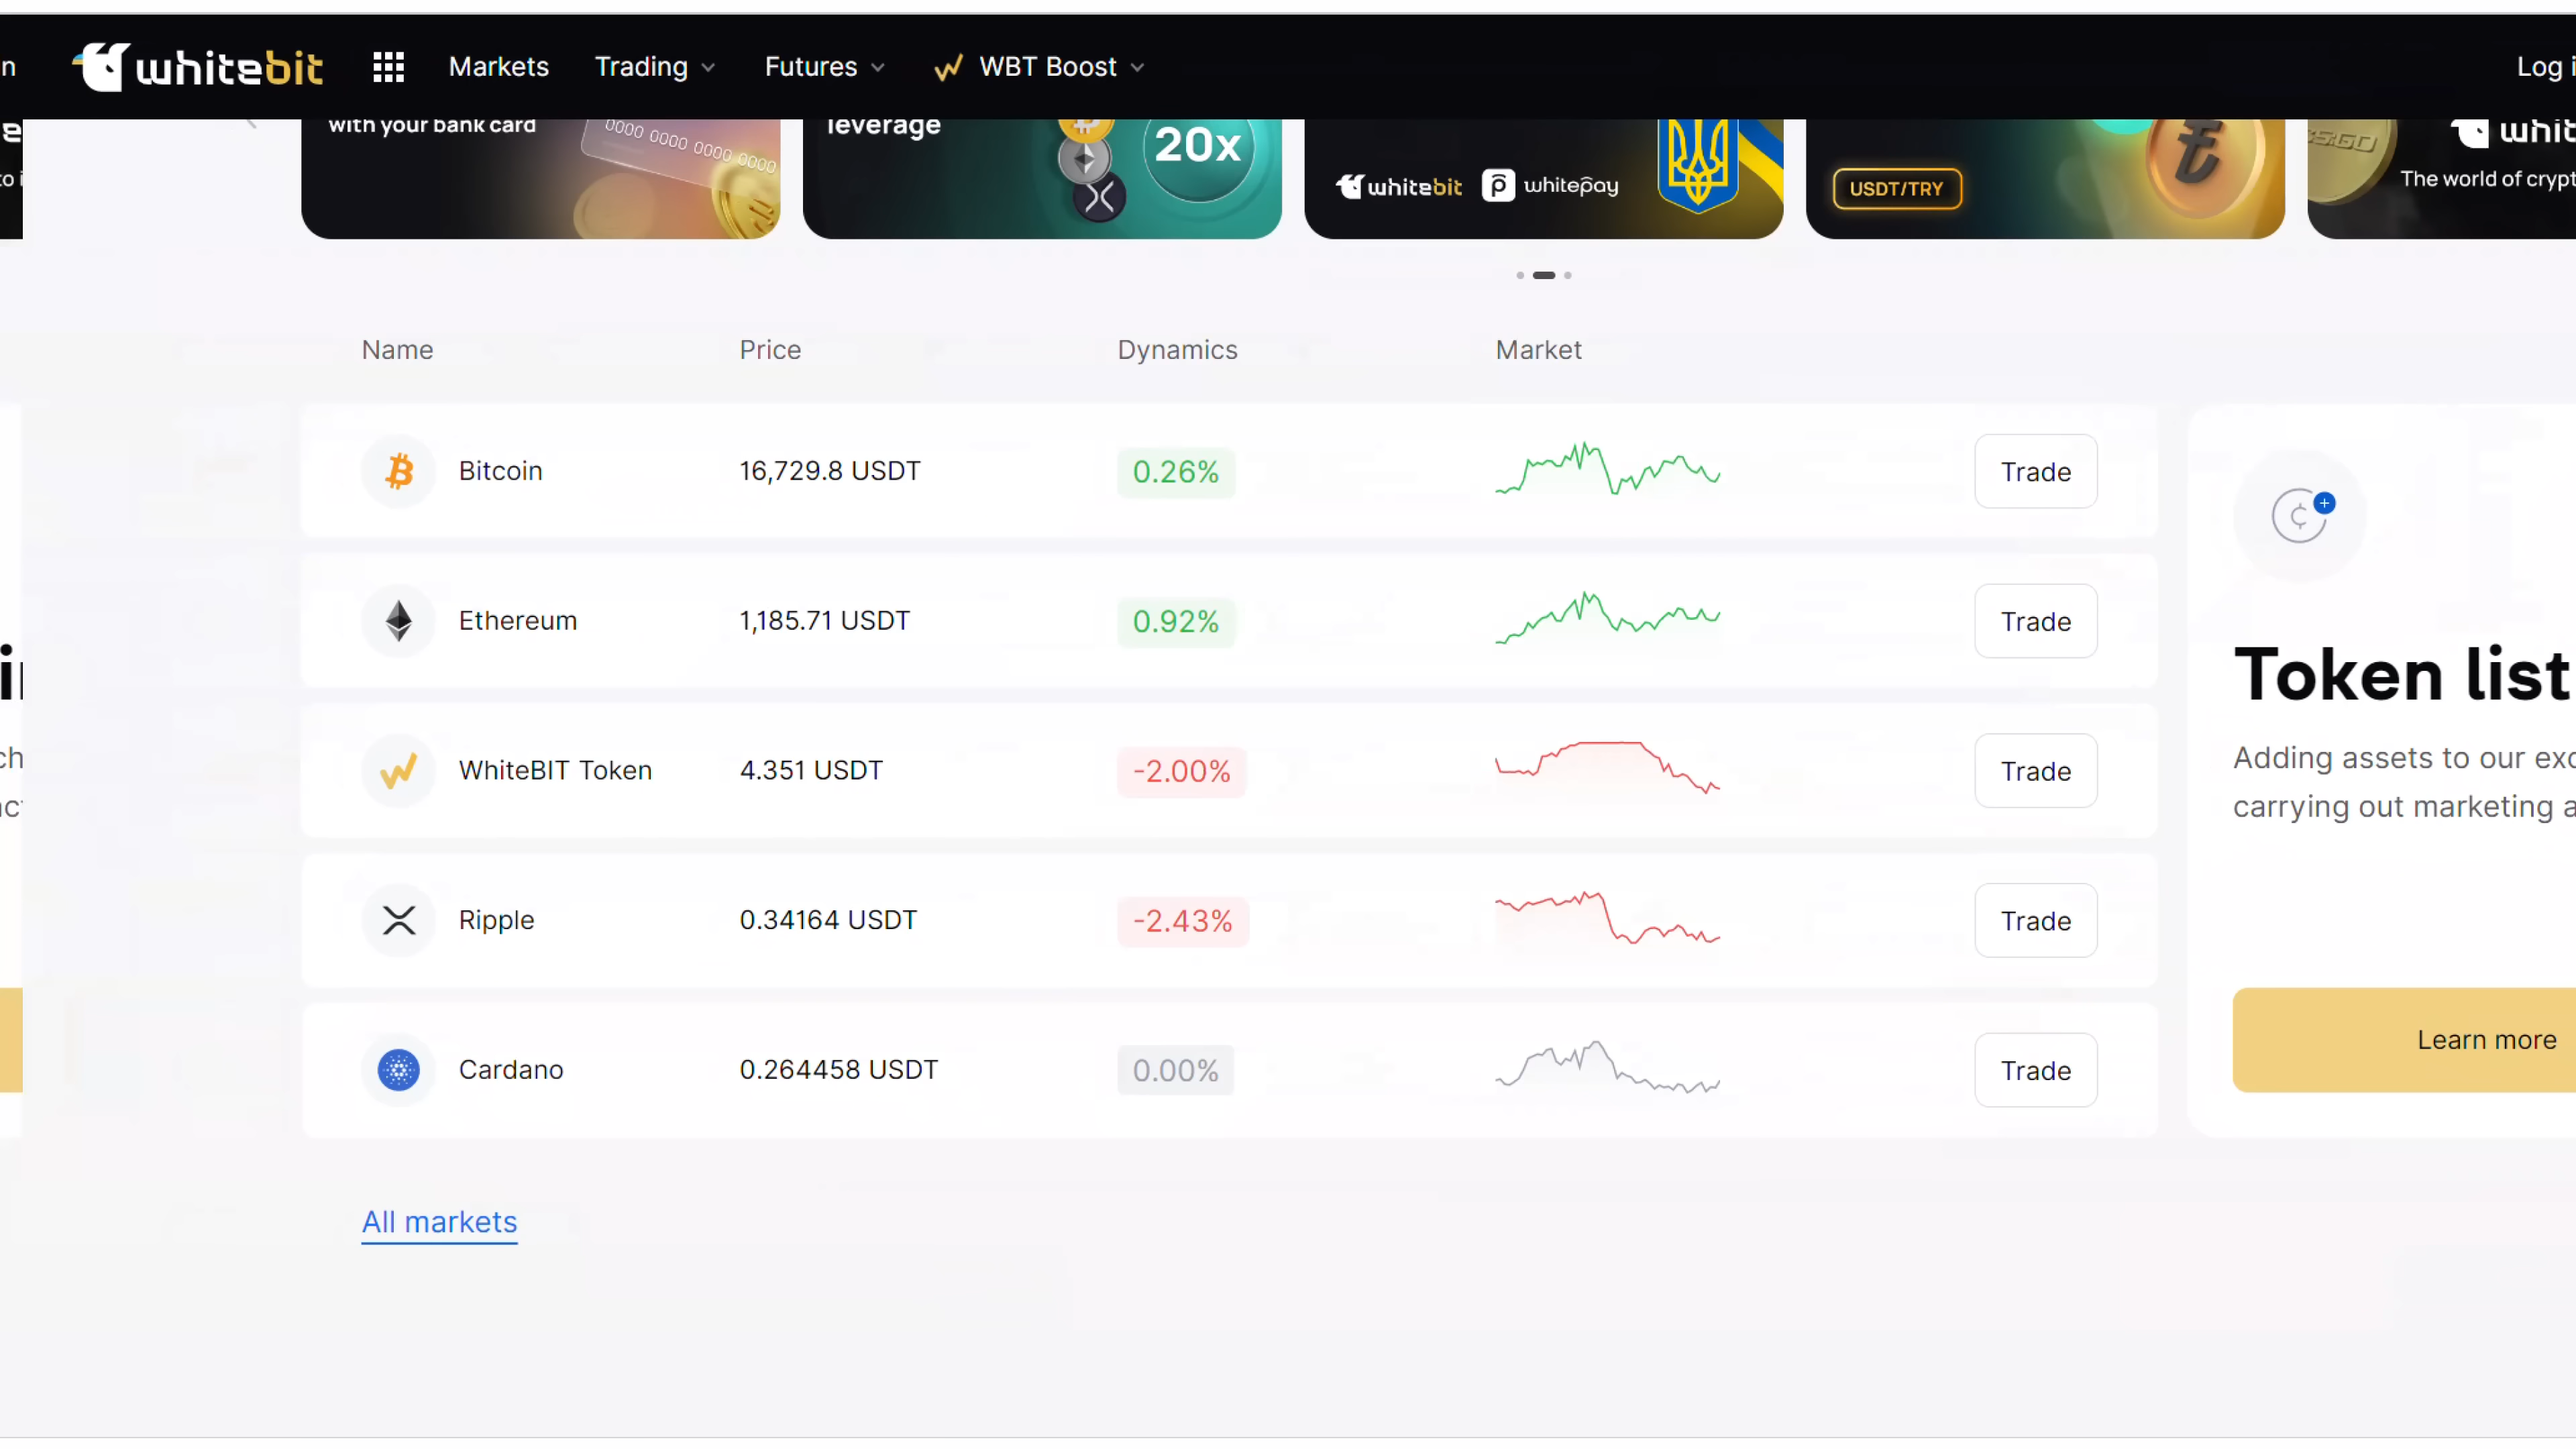 n
whitebit
Markets
Trading
Futures
WBT Boost
Log i
with your bank card
0000 0000 0000 0000
leverage
20x
whitebit
whitepay
USDT/TRY
whit
The world of crypt
Name
Price
Dynamics
Market
Bitcoin
16,729.8 USDT
0.26%
Trade
Ethereum
1,185.71 USDT
0.92%
Trade
WhiteBIT Token
4.351 USDT
-2.00%
Trade
Ripple
0.34164 USDT
-2.43%
Trade
Cardano
0.264458 USDT
0.00%
Trade
Token list
Adding assets to our exc
carrying out marketing a
Learn more
All markets